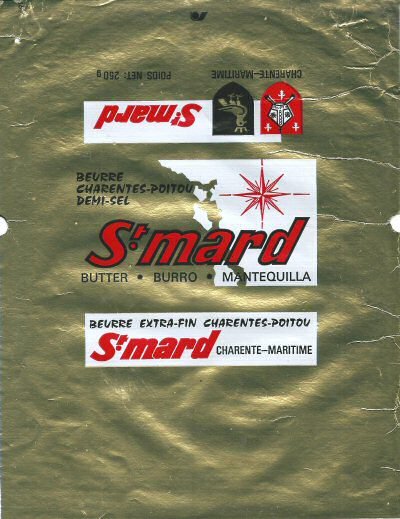 POIDS NET: 250 g
CHARENTE-MARITIME
St mard
BEURRE
CHARENTES-POITOU
DEMI-SEL
St mard
BUTTER • BURRO • MANTEQUILLA
BEURRE EXTRA-FIN CHARENTES-POITOU
St mard CHARENTE-MARITIME